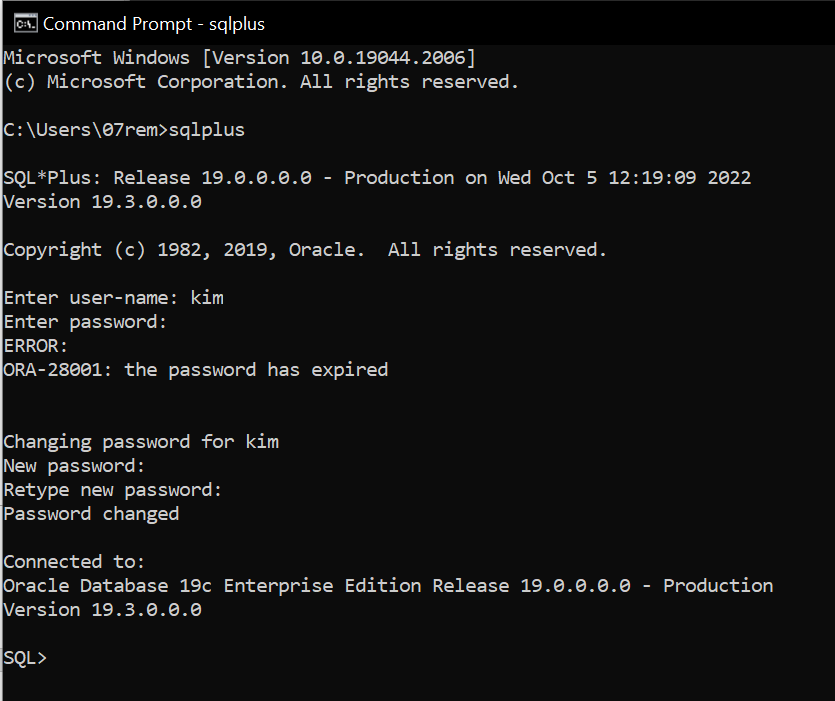 Command Prompt - sqlplus
Microsoft Windows [Version 10.0.19044.2006]
(c) Microsoft Corporation. All rights reserved.
C:\Users\07rem>sqlplus
SQL*Plus: Release 19.0.0.0.0 - Production on Wed Oct 5 12:19:09 2022
Version 19.3.0.0.0
Copyright (c) 1982, 2019, Oracle.  All rights reserved.
Enter user-name: kim
Enter password:
ERROR:
ORA-28001: the password has expired
Changing password for kim
New password:
Retype new password:
Password changed
Connected to:
Oracle Database 19c Enterprise Edition Release 19.0.0.0.0 - Production
Version 19.3.0.0.0
SQL>